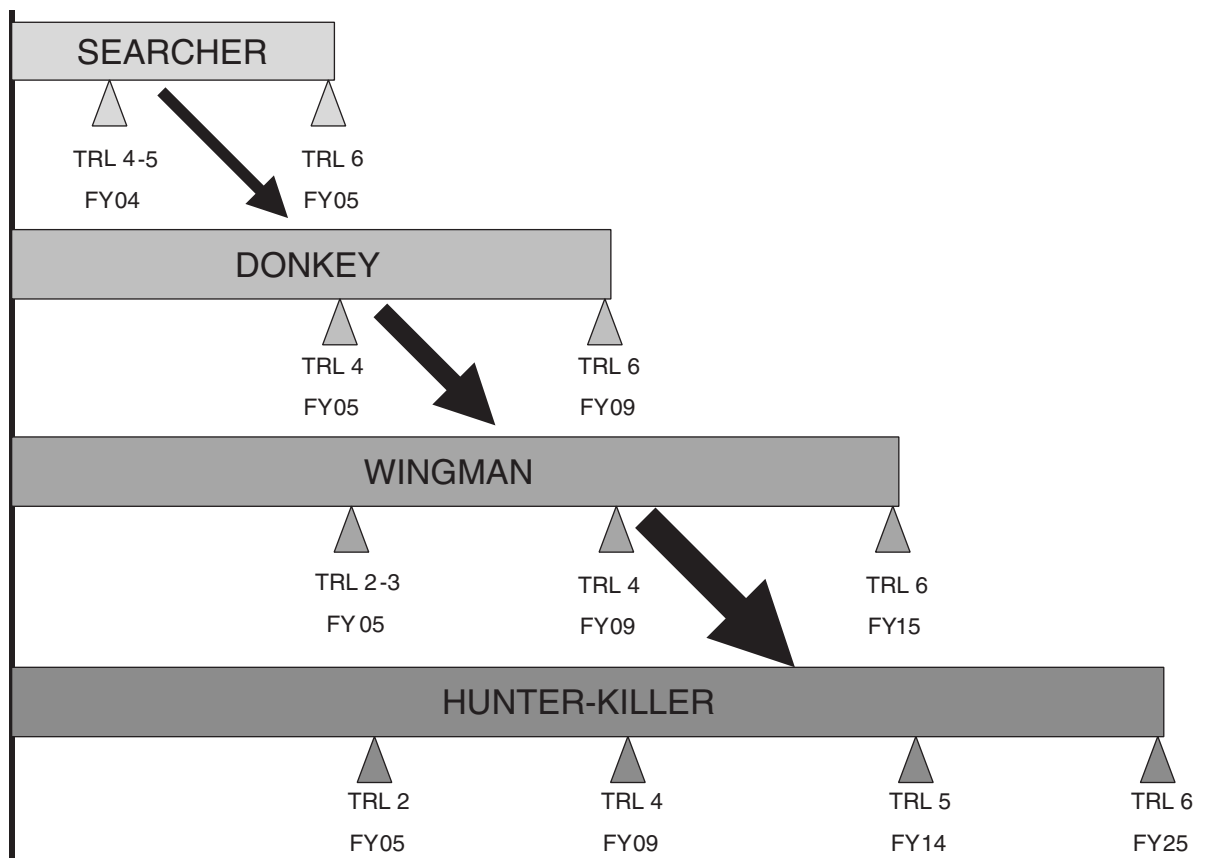 SEARCHER
TRL 4-5 TRL 6
FY04 FY05
DONKEY
TRL 4 TRL 6
FY05 FY09
WINGMAN
TRL 2-3 TRL 4 TRL 6
FY 05 FY09 FY15
HUNTER-KILLER
TRL 2 TRL 4 TRL 5 TRL 6
FY05 FY09 FY14 FY25